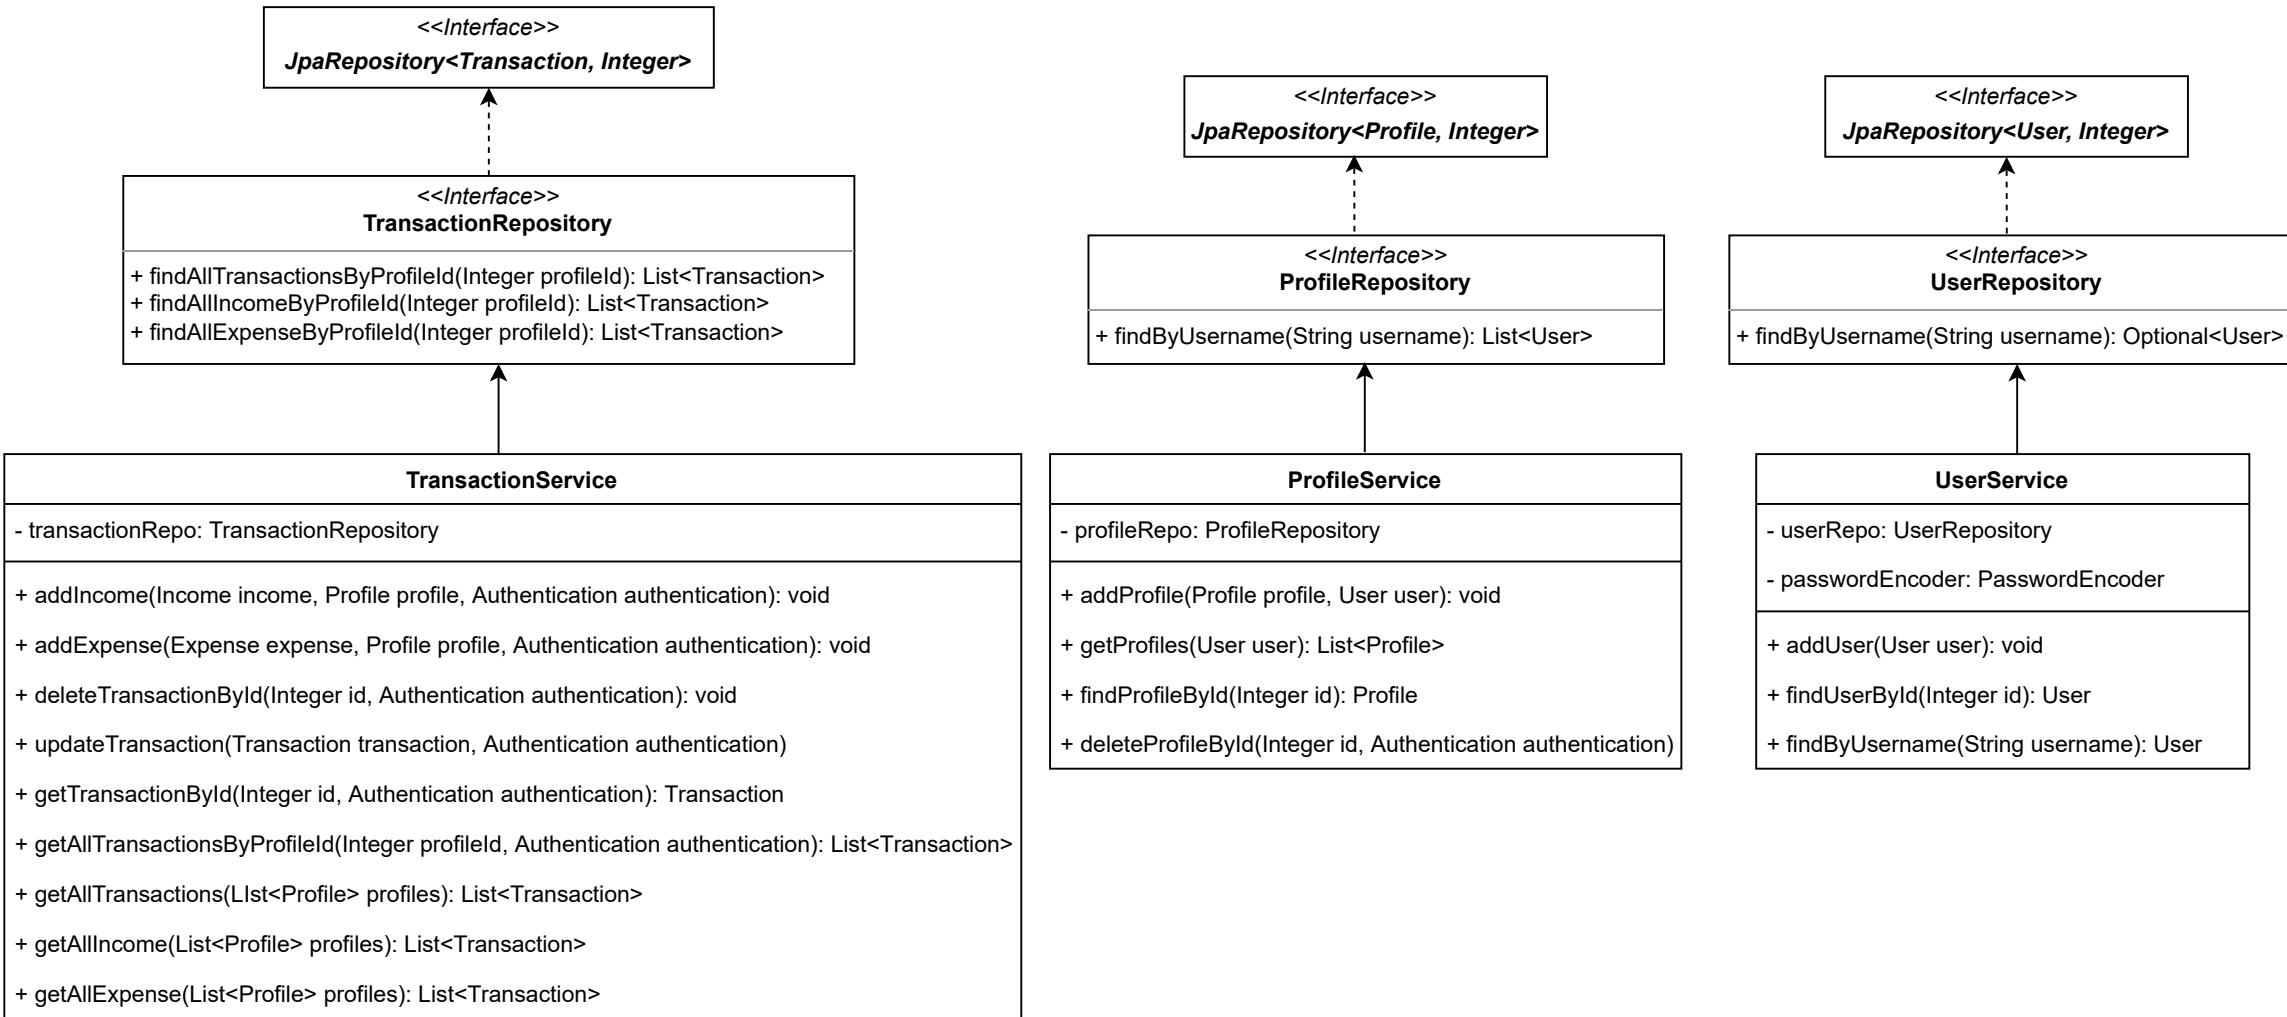 <<Interface>>
JpaRepository<Transaction, Integer>
<<Interface>>
TransactionRepository
+ findAllTransactionsByProfileId(Integer profileId): List<Transaction>
+ findAllIncomeByProfileId(Integer profileId): List<Transaction>
+ findAllExpenseByProfileId(Integer profileId): List<Transaction>
TransactionService
- transactionRepo: TransactionRepository
+ addIncome(Income income, Profile profile, Authentication authentication): void
+ addExpense(Expense expense, Profile profile, Authentication authentication): void
+ deleteTransactionById(Integer id, Authentication authentication): void
+ updateTransaction(Transaction transaction, Authentication authentication)
+ getTransactionById(Integer id, Authentication authentication): Transaction
+ getAllTransactionsByProfileId(Integer profileId, Authentication authentication): List<Transaction>
+ getAllTransactions(LIst<Profile> profiles): List<Transaction>
+ getAllIncome(List<Profile> profiles): List<Transaction>
+ getAllExpense(List<Profile> profiles): List<Transaction>
<<Interface>>
JpaRepository<Profile, Integer>
<<Interface>>
ProfileRepository
+ findByUsername(String username): List<User>
ProfileService
- profileRepo: ProfileRepository
+ addProfile(Profile profile, User user): void
+ getProfiles(User user): List<Profile>
+ findProfileById(Integer id): Profile
+ deleteProfileById(Integer id, Authentication authentication)
<<Interface>>
JpaRepository<User, Integer>
<<Interface>>
UserRepository
+ findByUsername(String username): Optional<User>
UserService
- userRepo: UserRepository
- passwordEncoder: PasswordEncoder
+ addUser(User user): void
+ findUserById(Integer id): User
+ findByUsername(String username): User